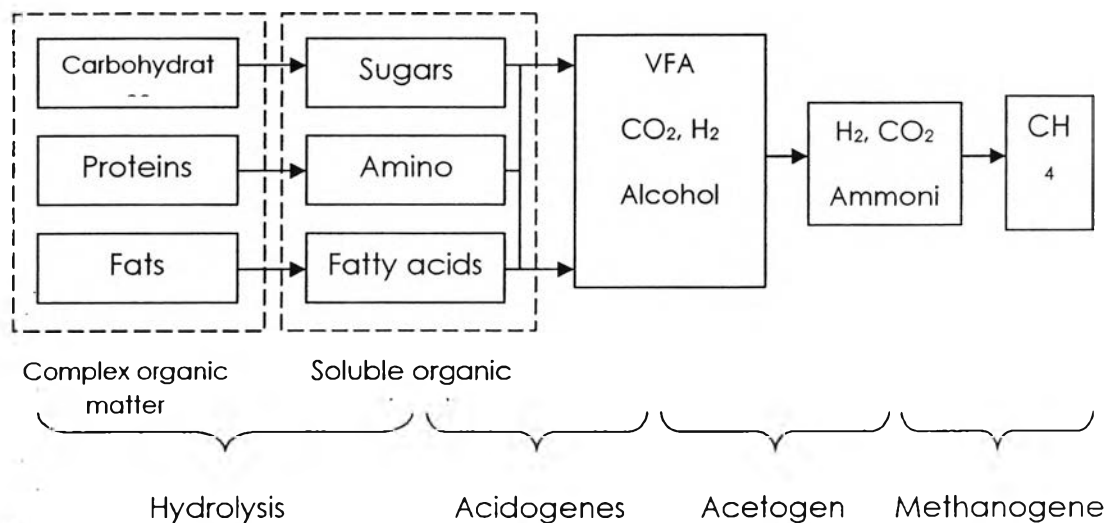 Carbohydrat
Sugars
VFA
CO₂, H₂
Alcohol
H₂, CO₂
Ammoni
CH
4
Proteins
Amino
Fats
Fatty acids
Complex organic
matter
Soluble organic
Hydrolysis
Acidogenes
Acetogen
Methanogene